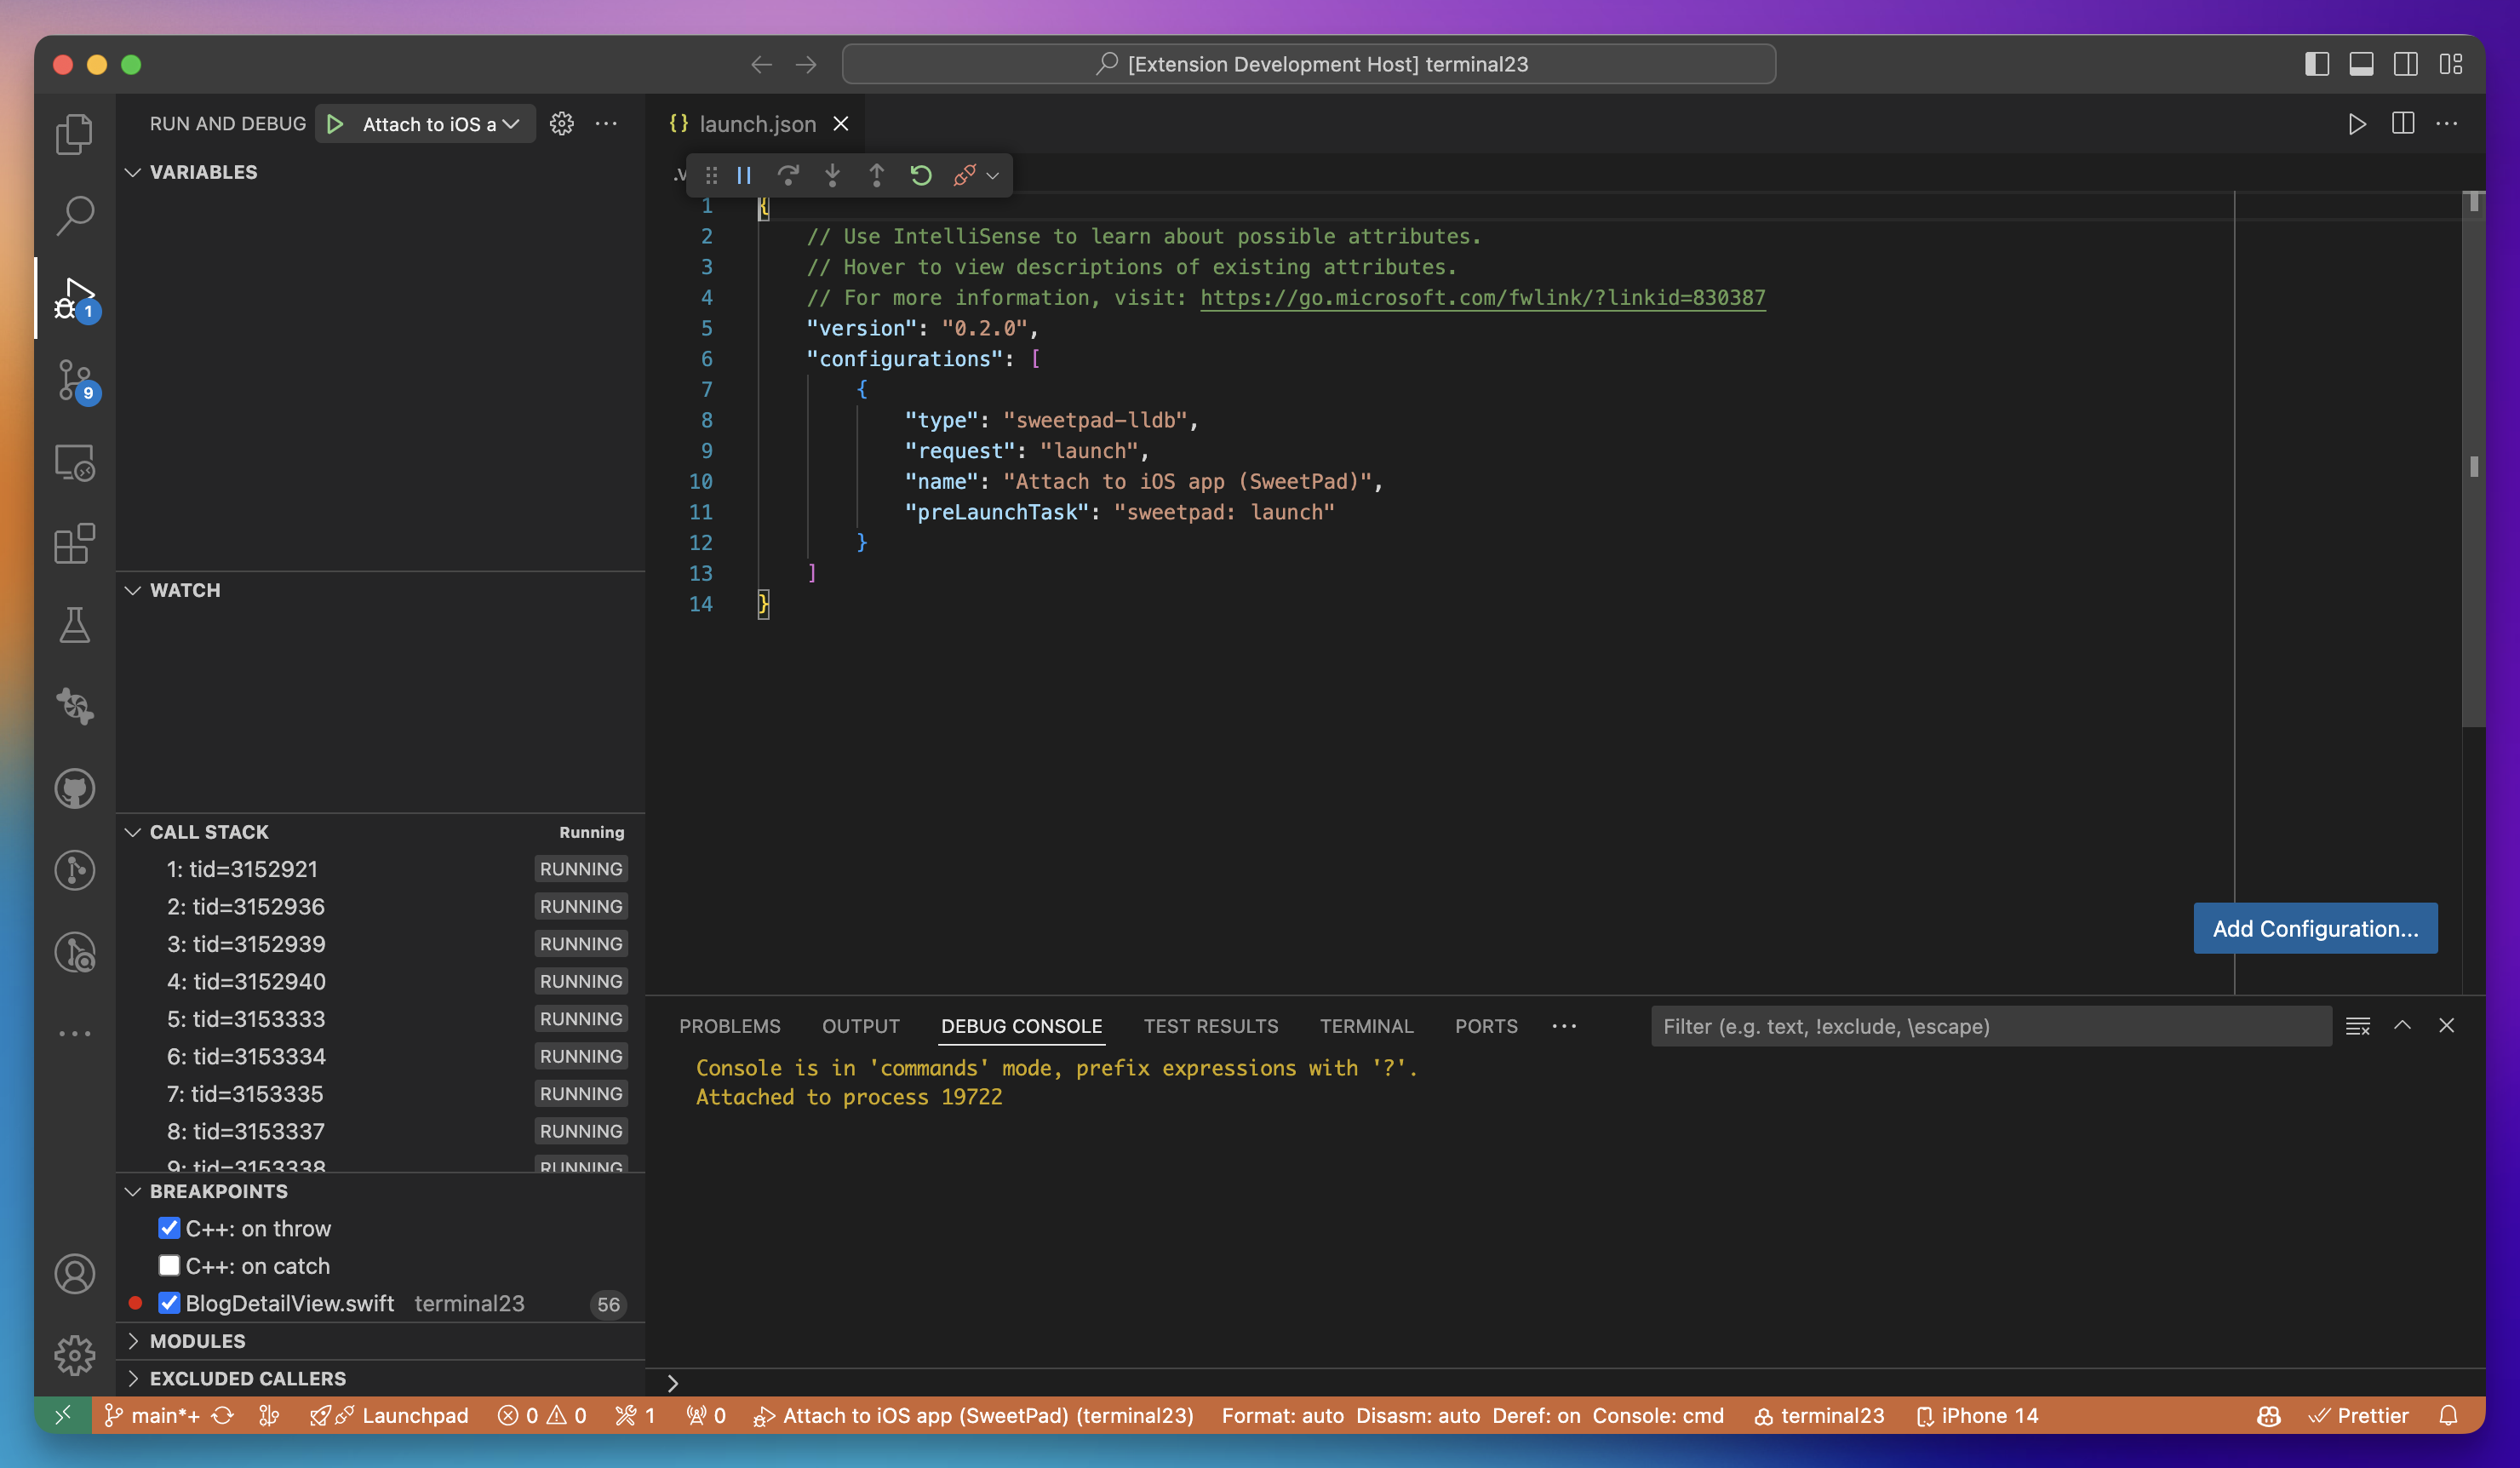 [Extension Development Host] terminal23
RUN AND DEBUG
Attach to iOS a
launch.json
VARIABLES
1 {
2 // Use IntelliSense to learn about possible attributes.
3 // Hover to view descriptions of existing attributes.
4 // For more information, visit: https://go.microsoft.com/fwlink/?linkid=830387
5 "version": "0.2.0",
6 "configurations": [
7 {
8 "type": "sweetpad-lldb",
9 "request": "launch",
10 "name": "Attach to iOS app (SweetPad)",
11 "preLaunchTask": "sweetpad: launch"
12 }
13 ]
14 }
1
9
WATCH
CALL STACK Running
1: tid=3152921 RUNNING
2: tid=3152936 RUNNING
3: tid=3152939 RUNNING
4: tid=3152940 RUNNING
5: tid=3153333 RUNNING
6: tid=3153334 RUNNING
7: tid=3153335 RUNNING
8: tid=3153337 RUNNING
9: tid=3153338 RUNNING
BREAKPOINTS
C++: on throw
C++: on catch
BlogDetailView.swift terminal23 56
MODULES
EXCLUDED CALLERS
Add Configuration...
PROBLEMS OUTPUT DEBUG CONSOLE TEST RESULTS TERMINAL PORTS
Filter (e.g. text, !exclude, \escape)
Console is in 'commands' mode, prefix expressions with '?'.
Attached to process 19722
main*+ Launchpad 0 0 1 0 Attach to iOS app (SweetPad) (terminal23) Format: auto Disasm: auto Deref: on Console: cmd terminal23 iPhone 14 Prettier